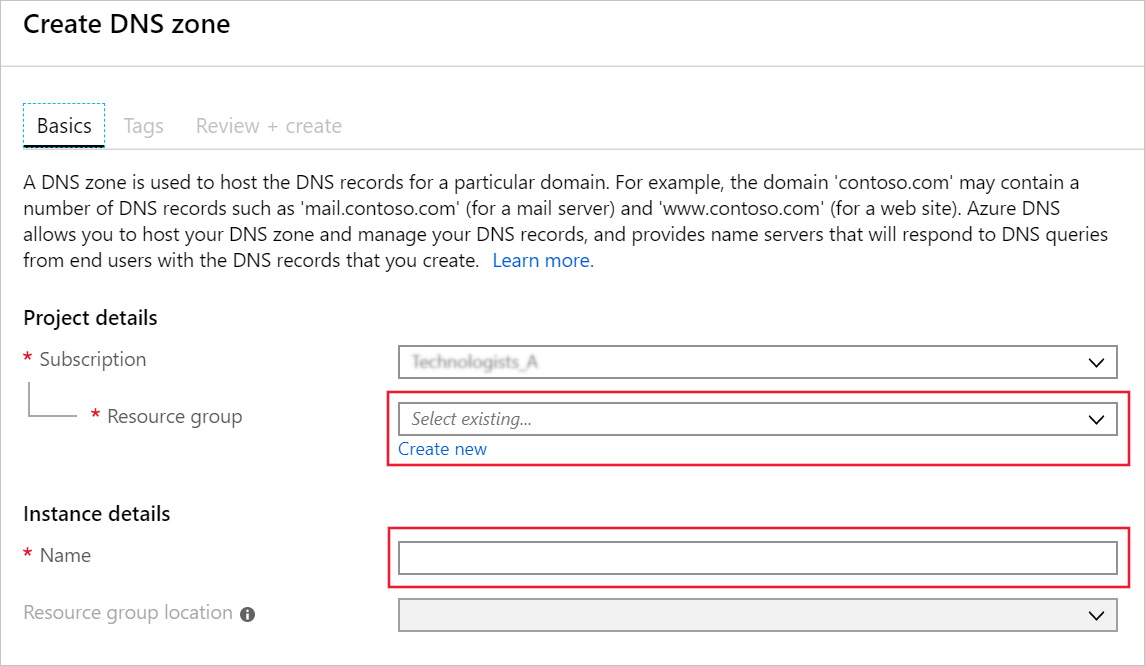 Create DNS zone
Basics
Tags
Review + create
A DNS zone is used to host the DNS records for a particular domain. For example, the domain 'contoso.com' may contain a
number of DNS records such as 'mail.contoso.com' (for a mail server) and 'www.contoso.com' (for a web site). Azure DNS
allows you to host your DNS zone and manage your DNS records, and provides name servers that will respond to DNS queries
from end users with the DNS records that you create. Learn more.
Project details
* Subscription
Technologists_A
* Resource group
Select existing...
Create new
Instance details
* Name
Resource group location